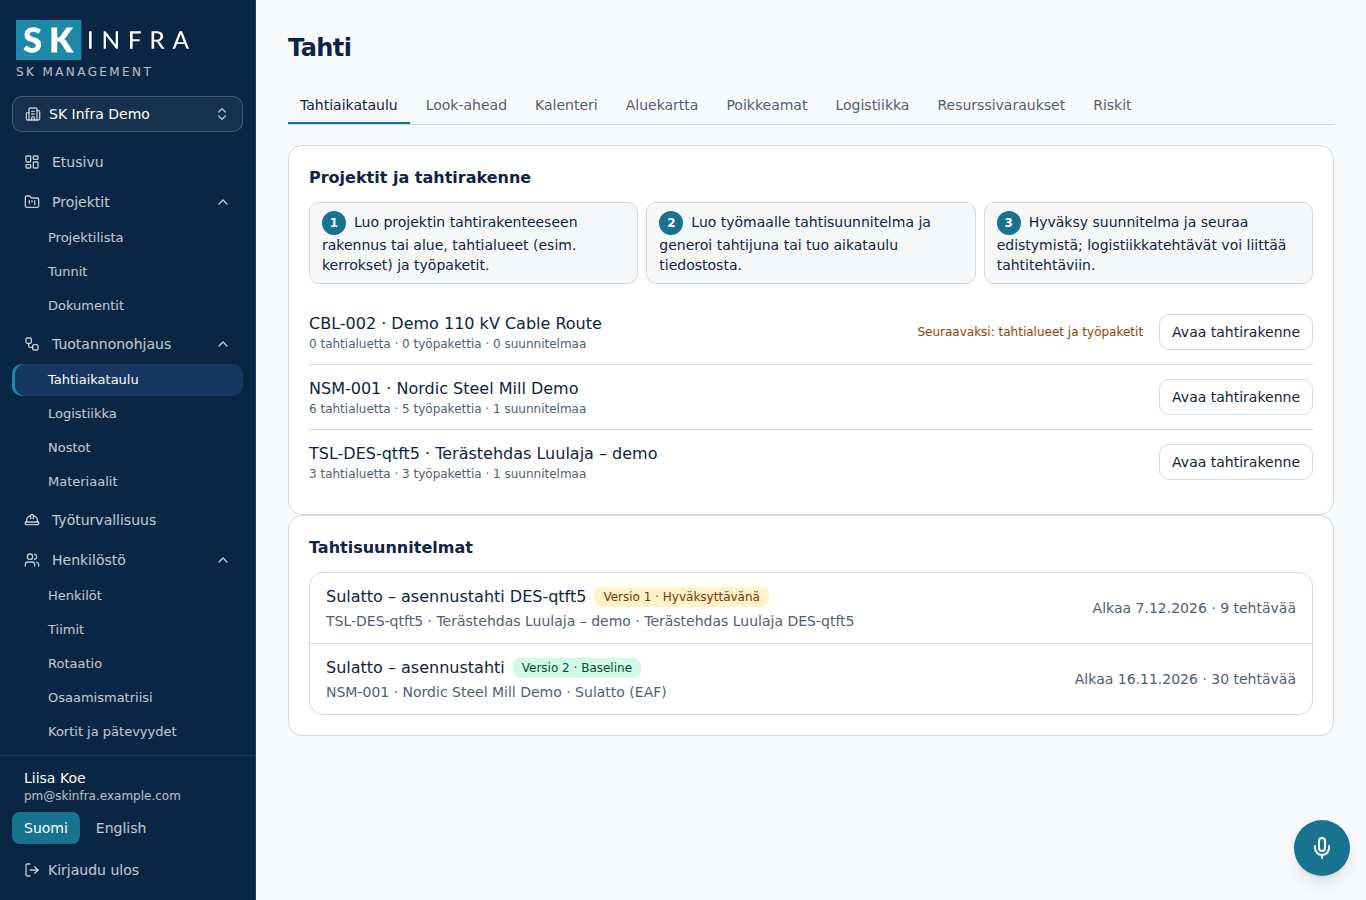 SK INFRA
SK MANAGEMENT
SK Infra Demo
Etusivu
Projektit
Projektilista
Tunnit
Dokumentit
Tuotannonohjaus
Tahtiaikataulu
Logistiikka
Nostot
Materiaalit
Työturvallisuus
Henkilöstö
Henkilöt
Tiimit
Rotaatio
Osaamismatriisi
Kortit ja pätevyydet
Liisa Koe
pm@skinfra.example.com
Suomi English
Kirjaudu ulos
Tahti
Tahtiaikataulu Look-ahead Kalenteri Aluekartta Poikkeamat Logistiikka Resurssivaraukset Riskit
Projektit ja tahtirakenne
1 Luo projektin tahtirakenteeseen
rakennus tai alue, tahtialueet (esim.
kerrokset) ja työpaketit.
2 Luo työmaalle tahtisuunnitelma ja
generoi tahtijuna tai tuo aikataulu
tiedostosta.
3 Hyväksy suunnitelma ja seuraa
edistymistä; logistiikkatehtävät voi liittää
tahtitehtäviin.
CBL-002 · Demo 110 kV Cable Route
0 tahtialuetta · 0 työpakettia · 0 suunnitelmaa
Seuraavaksi: tahtialueet ja työpaketit
Avaa tahtirakenne
NSM-001 · Nordic Steel Mill Demo
6 tahtialuetta · 5 työpakettia · 1 suunnitelmaa
Avaa tahtirakenne
TSL-DES-qtft5 · Terästehdas Luulaja – demo
3 tahtialuetta · 3 työpakettia · 1 suunnitelmaa
Avaa tahtirakenne
Tahtisuunnitelmat
Sulatto – asennustahti DES-qtft5 Versio 1 · Hyväksyttävänä
TSL-DES-qtft5 · Terästehdas Luulaja – demo · Terästehdas Luulaja DES-qtft5
Alkaa 7.12.2026 · 9 tehtävää
Sulatto – asennustahti Versio 2 · Baseline
NSM-001 · Nordic Steel Mill Demo · Sulatto (EAF)
Alkaa 16.11.2026 · 30 tehtävää